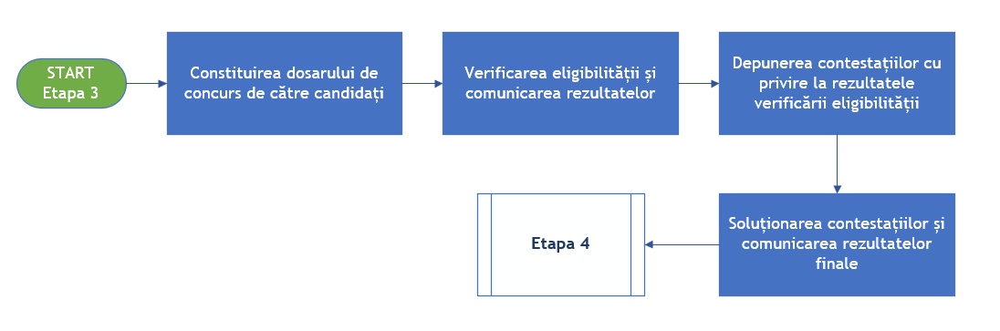 START
Etapa 3
Constituirea dosarului de
concurs de către candidați
Verificarea eligibilității și
comunicarea rezultatelor
Depunerea contestațiilor cu
privire la rezultatele
verificării eligibilității
Soluționarea contestațiilor și
comunicarea rezultatelor
finale
Etapa 4